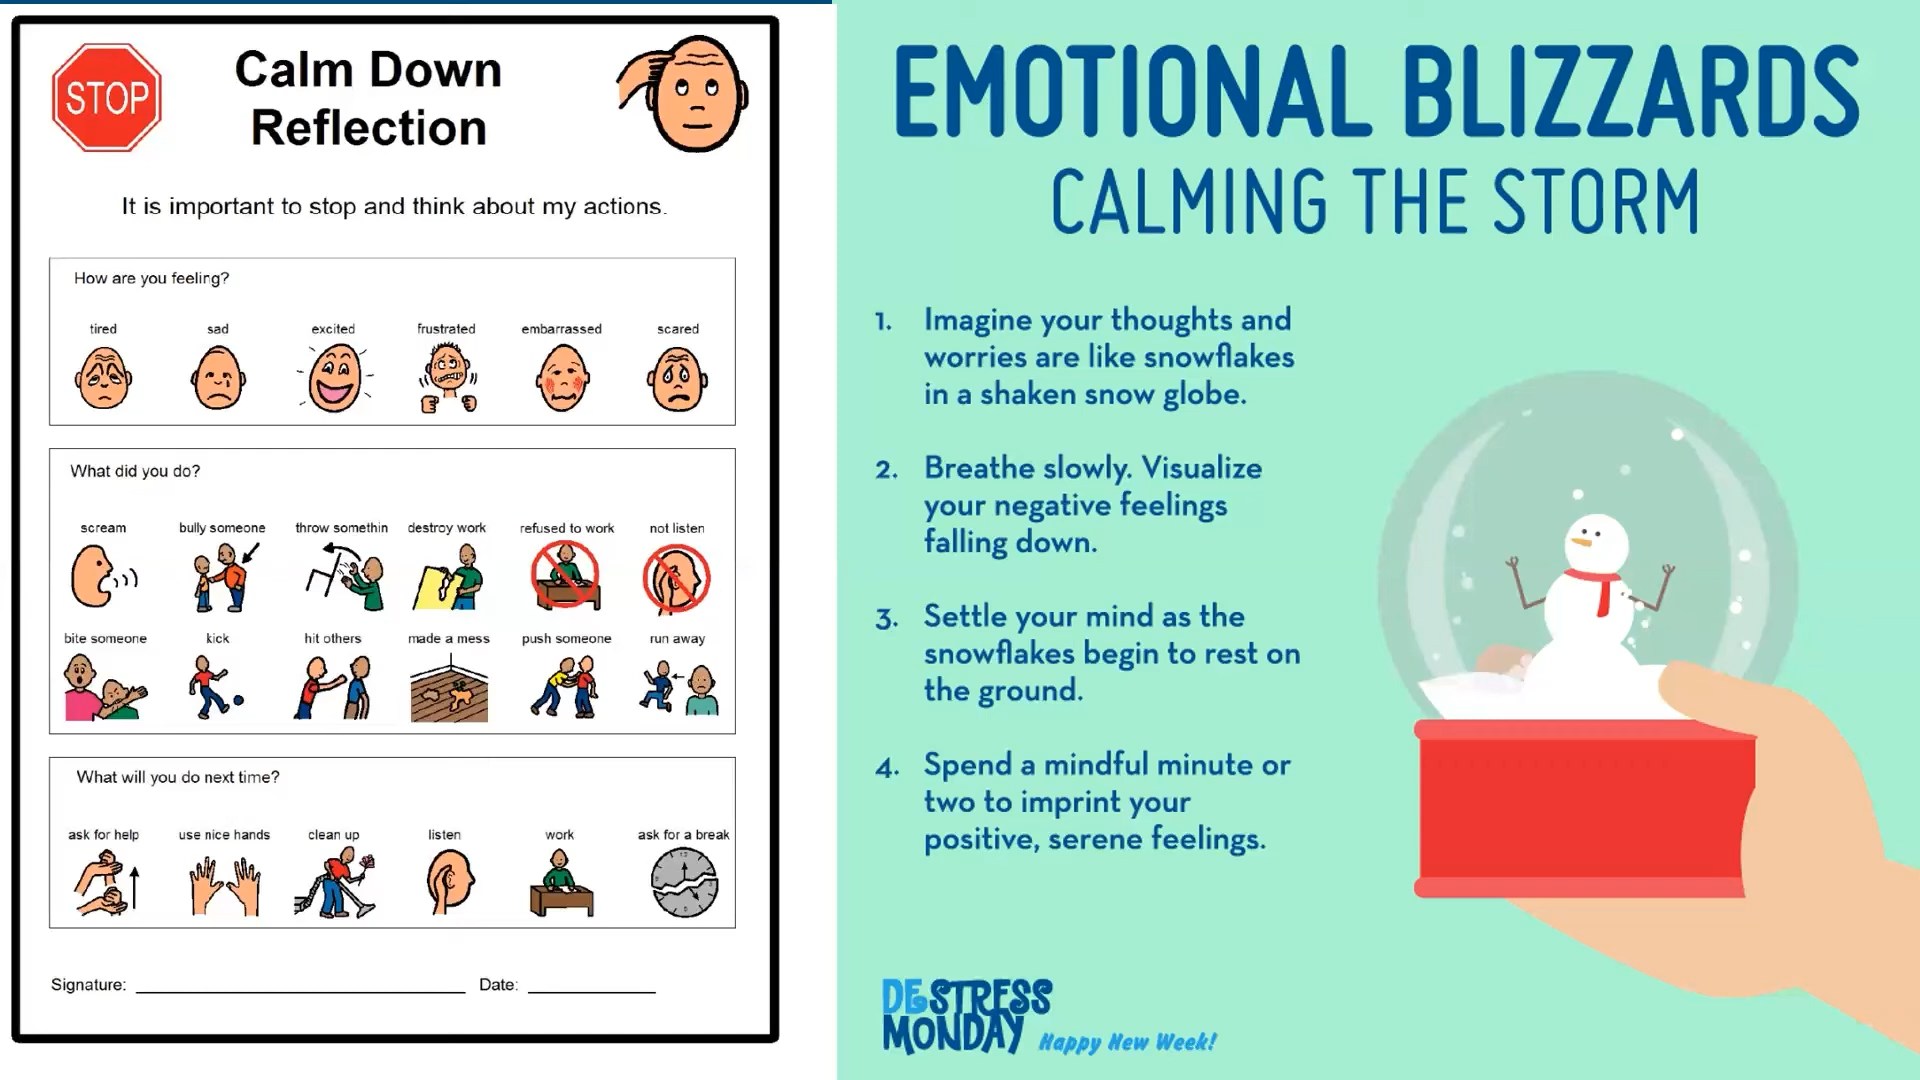 STOP
Calm Down
Reflection
It is important to stop and think about my actions.
How are you feeling?
tired sad excited frustrated embarrassed scared
What did you do?
scream bully someone throw somethin destroy work refused to work not listen
bite someone kick hit others made a mess push someone run away
What will you do next time?
ask for help use nice hands clean up listen work ask for a break
Signature: Date:
EMOTIONAL BLIZZARDS
CALMING THE STORM
1. Imagine your thoughts and
worries are like snowflakes
in a shaken snow globe.
2. Breathe slowly. Visualize
your negative feelings
falling down.
3. Settle your mind as the
snowflakes begin to rest on
the ground.
4. Spend a mindful minute or
two to imprint your
positive, serene feelings.
DESTRESS
MONDAY Happy New Week!